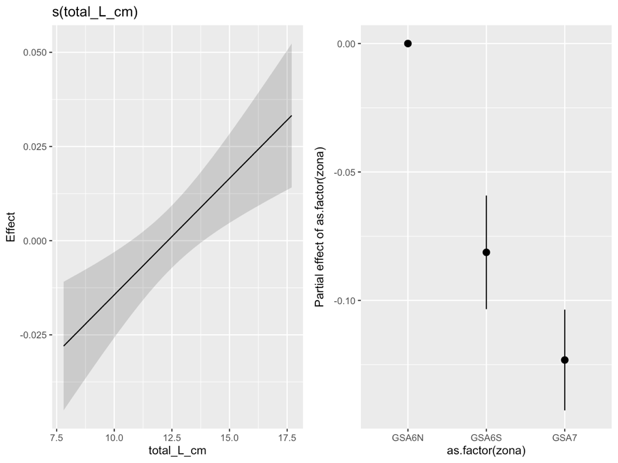 s(total_L_cm)
Effect
0.050
0.025
0.000
-0.025
7.5 10.0 12.5 15.0 17.5
total_L_cm
Partial effect of as.factor(zona)
0.00
-0.05
-0.10
GSA6N GSA6S GSA7
as.factor(zona)